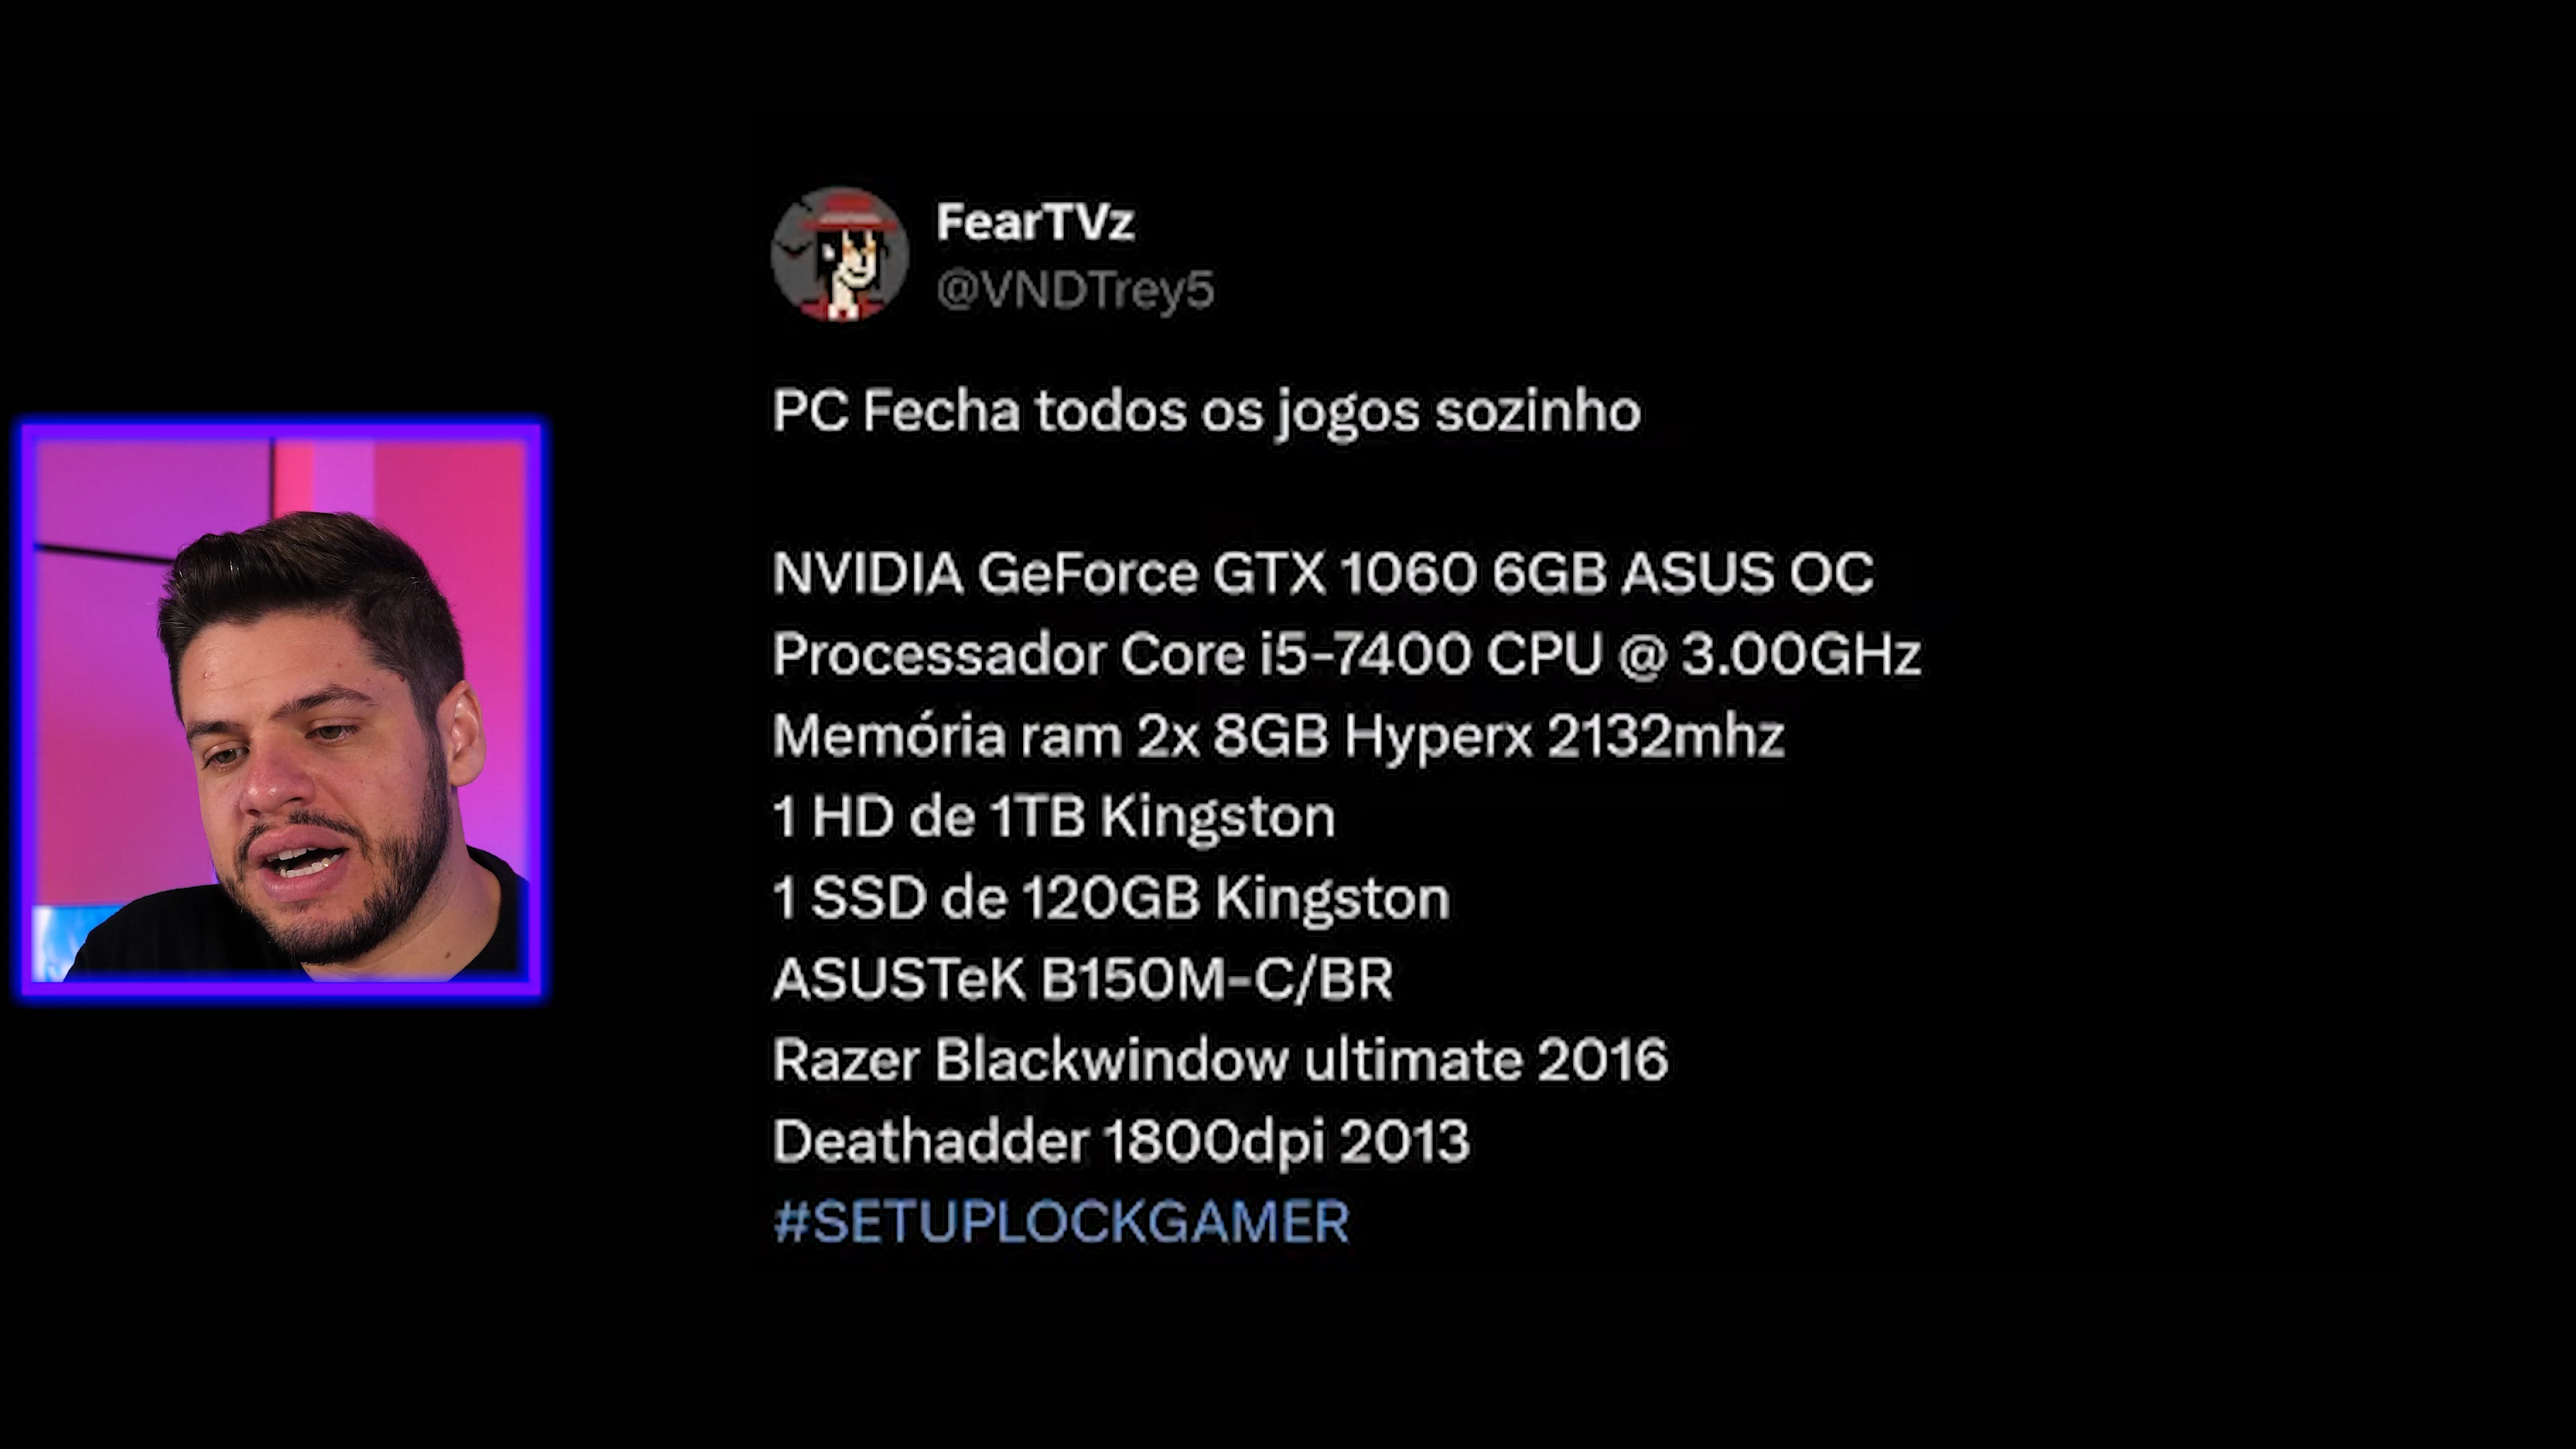 FearTVz
@VNDTrey5
PC Fecha todos os jogos sozinho
NVIDIA GeForce GTX 1060 6GB ASUS OC
Processador Core i5-7400 CPU @ 3.00GHz
Memória ram 2x 8GB Hyperx 2132mhz
1 HD de 1TB Kingston
1 SSD de 120GB Kingston
ASUSTeK B150M-C/BR
Razer Blackwindow ultimate 2016
Deathadder 1800dpi 2013
#SETUPLOCKGAMER